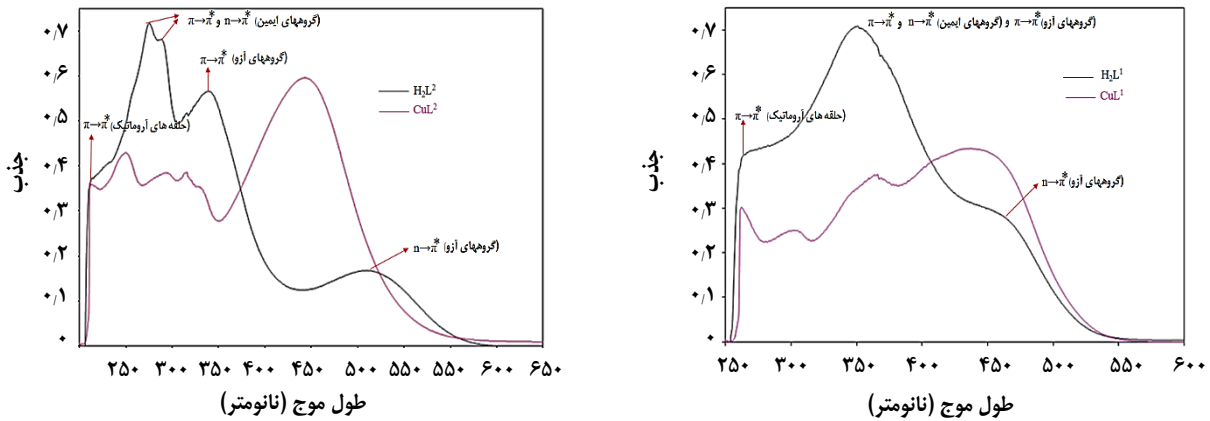 π→π* و n→π* (گروههای ایمین)
π→π* (گروههای آزو)
π→π* (حلقه های آروماتیک)
n→π* (گروههای آزو)
H₂L²
CuL²
جذب
۰/۷
۰/۶
۰/۵
۰/۴
۰/۳
۰/۲
۰/۱
۰
۲۵۰ ۳۰۰ ۳۵۰ ۴۰۰ ۴۵۰ ۵۰۰ ۵۵۰ ۶۰۰ ۶۵۰
طول موج (نانومتر)
π→π* و n→π* (گروههای ایمین) و π→π* (گروههای آزو)
π→π* (حلقه های آروماتیک)
n→π* (گروههای آزو)
H₂L¹
CuL¹
جذب
۰/۷
۰/۶
۰/۵
۰/۴
۰/۳
۰/۲
۰/۱
۰
۲۵۰ ۳۰۰ ۳۵۰ ۴۰۰ ۴۵۰ ۵۰۰ ۵۵۰ ۶۰۰
طول موج (نانومتر)